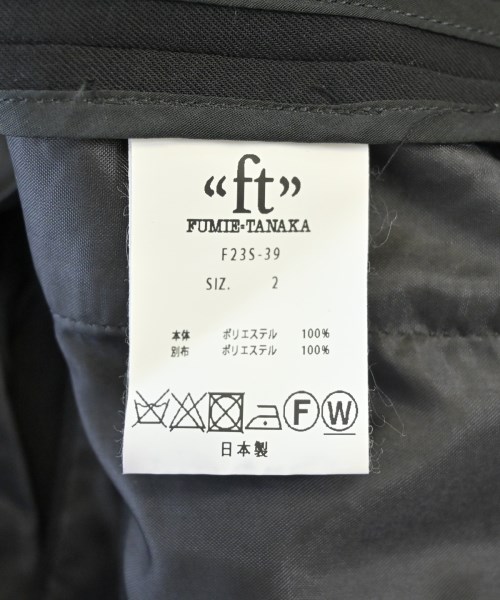 “ft”
FUMIE=TANAKA
F23S-39
SIZ. 2
本体 ポリエステル 100%
別布 ポリエステル 100%
F W
日本製